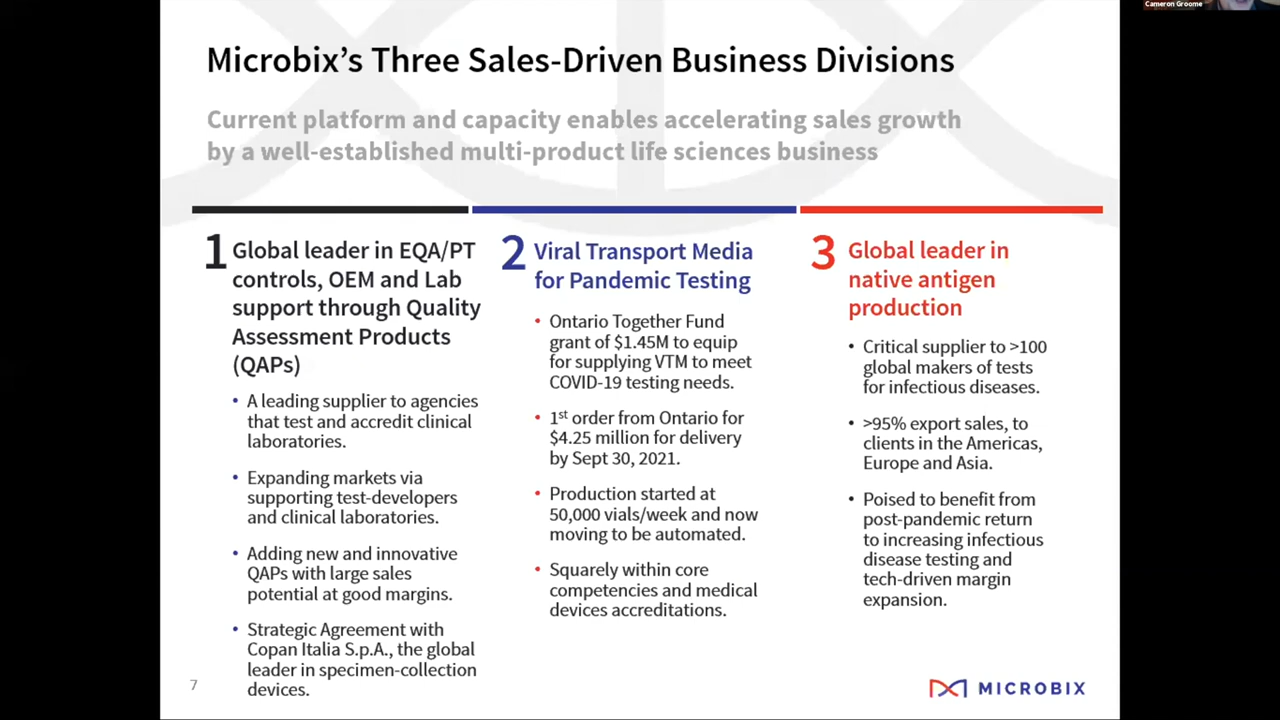 Cameron Groome
Microbix’s Three Sales-Driven Business Divisions
Current platform and capacity enables accelerating sales growth
by a well-established multi-product life sciences business
1
Global leader in EQA/PT
controls, OEM and Lab
support through Quality
Assessment Products
(QAPs)
• A leading supplier to agencies
that test and accredit clinical
laboratories.
• Expanding markets via
supporting test-developers
and clinical laboratories.
• Adding new and innovative
QAPs with large sales
potential at good margins.
• Strategic Agreement with
Copan Italia S.p.A., the global
leader in specimen-collection
devices.
2
Viral Transport Media
for Pandemic Testing
• Ontario Together Fund
grant of $1.45M to equip
for supplying VTM to meet
COVID-19 testing needs.
• 1st order from Ontario for
$4.25 million for delivery
by Sept 30, 2021.
• Production started at
50,000 vials/week and now
moving to be automated.
• Squarely within core
competencies and medical
devices accreditations.
3
Global leader in
native antigen
production
• Critical supplier to >100
global makers of tests
for infectious diseases.
• >95% export sales, to
clients in the Americas,
Europe and Asia.
• Poised to benefit from
post-pandemic return
to increasing infectious
disease testing and
tech-driven margin
expansion.
7
MICROBIX